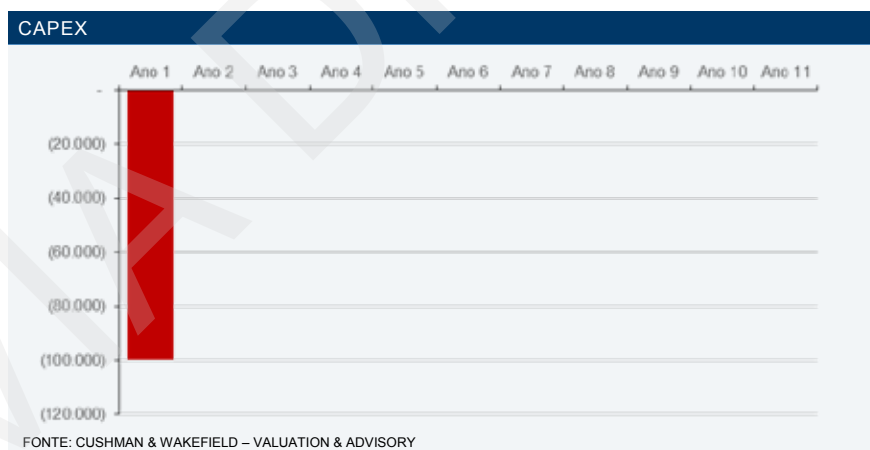 CAPEX
Ano 1 Ano 2 Ano 3 Ano 4 Ano 5 Ano 6 Ano 7 Ano 8 Ano 9 Ano 10 Ano 11
-
(20.000)
(40.000)
(60.000)
(80.000)
(100.000)
(120.000)
FONTE: CUSHMAN & WAKEFIELD – VALUATION & ADVISORY